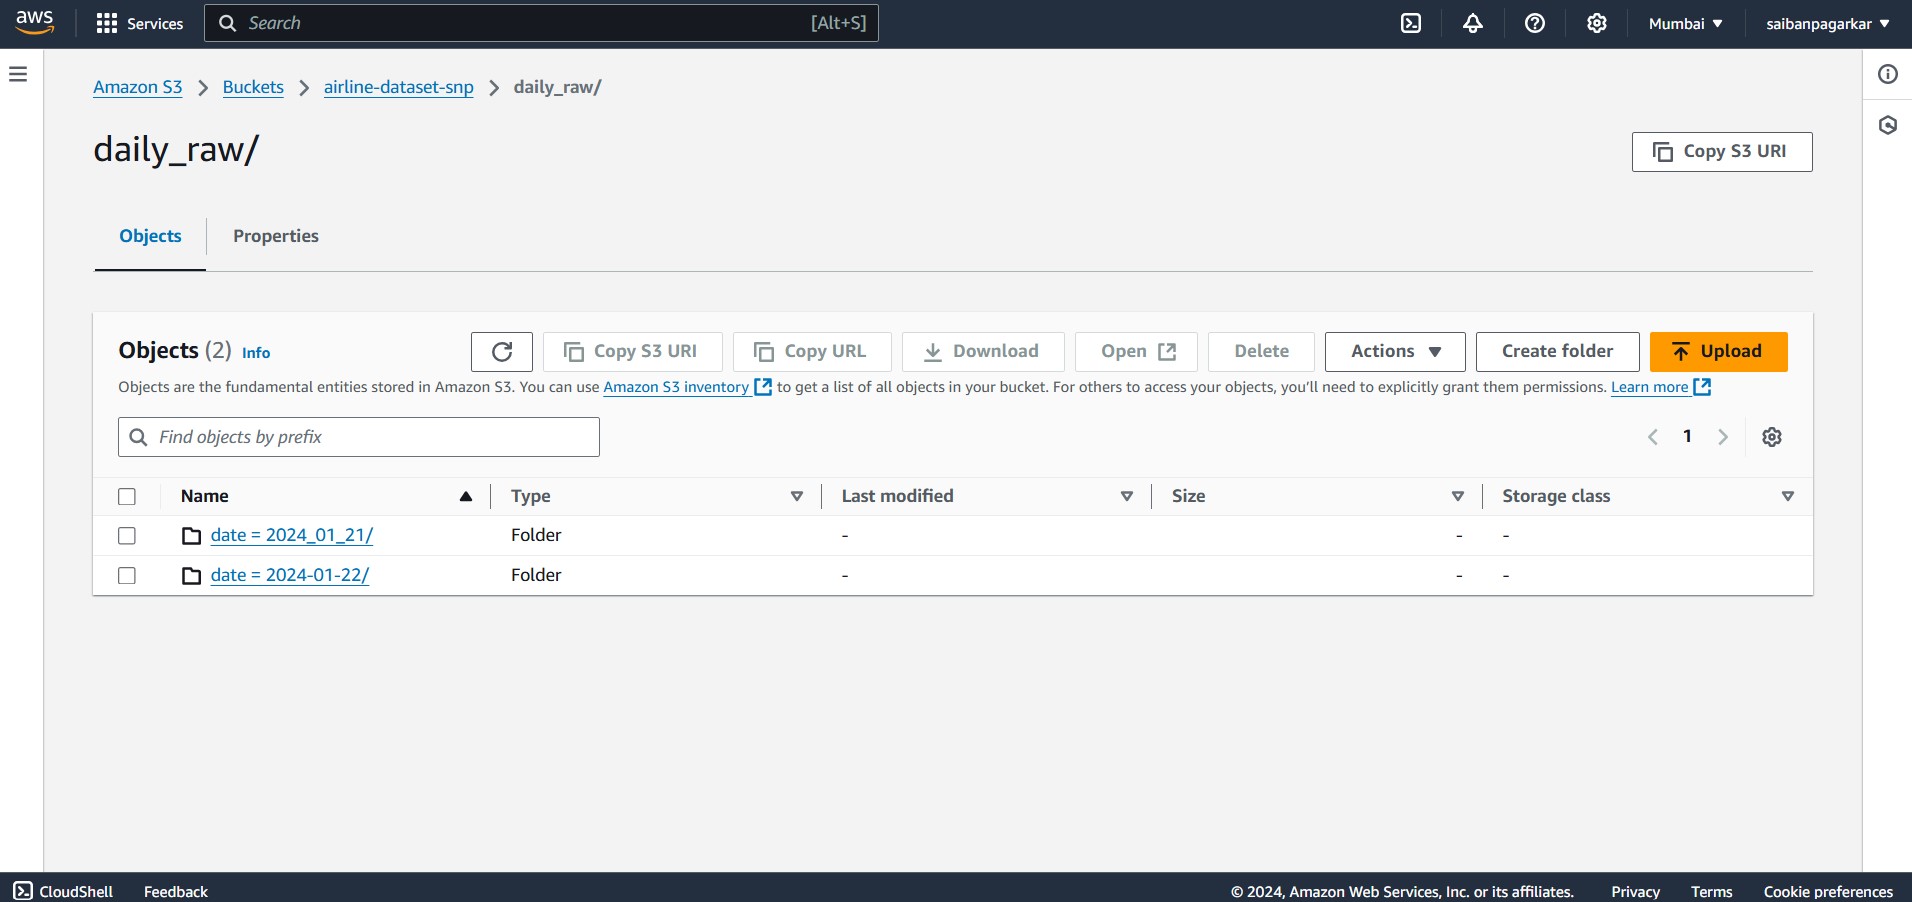 aws Services Search [Alt+S] Mumbai saibanpagarkar
Amazon S3 Buckets airline-dataset-snp daily_raw/
daily_raw/ Copy S3 URI
Objects Properties
Objects (2) Info Copy S3 URI Copy URL Download Open Delete Actions Create folder Upload
Objects are the fundamental entities stored in Amazon S3. You can use Amazon S3 inventory to get a list of all objects in your bucket. For others to access your objects, you'll need to explicitly grant them permissions. Learn more
Find objects by prefix 1
Name Type Last modified Size Storage class
date = 2024_01_21/ Folder - - -
date = 2024-01-22/ Folder - - -
CloudShell Feedback © 2024, Amazon Web Services, Inc. or its affiliates. Privacy Terms Cookie preferences